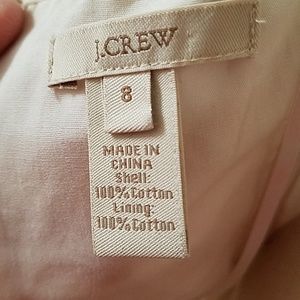 J.CREW
8
MADE IN
CHINA
Shell:
100% Cotton
Lining:
100% Cotton